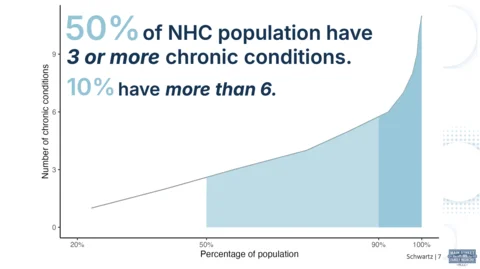 50% of NHC population have
3 or more chronic conditions.
10% have more than 6.
Number of chronic conditions
9
6
3
0
20%
50%
90%
100%
Percentage of population
Schwartz | 7